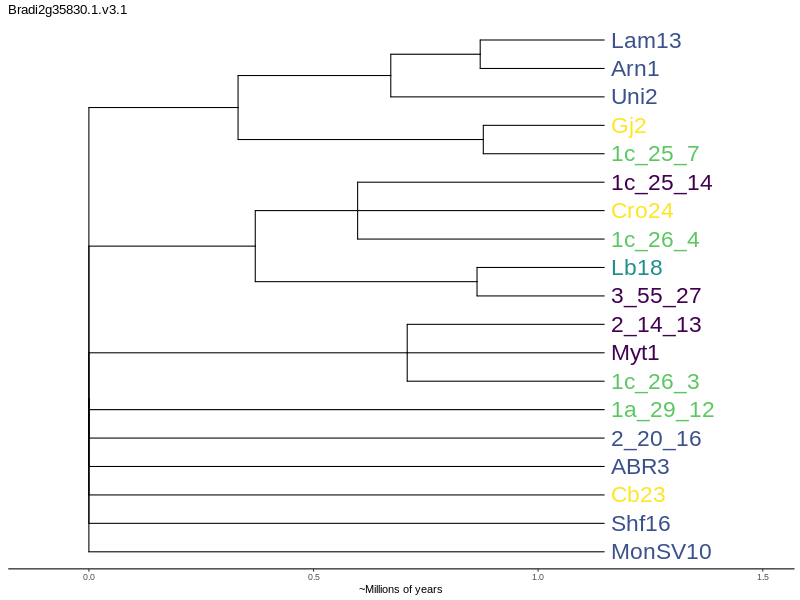 Bradi2g35830.1.v3.1
Lam13
Arn1
Uni2
Gj2
1c_25_7
1c_25_14
Cro24
1c_26_4
Lb18
3_55_27
2_14_13
Myt1
1c_26_3
1a_29_12
2_20_16
ABR3
Cb23
Shf16
MonSV10
0.0 0.5 1.0 1.5
~Millions of years